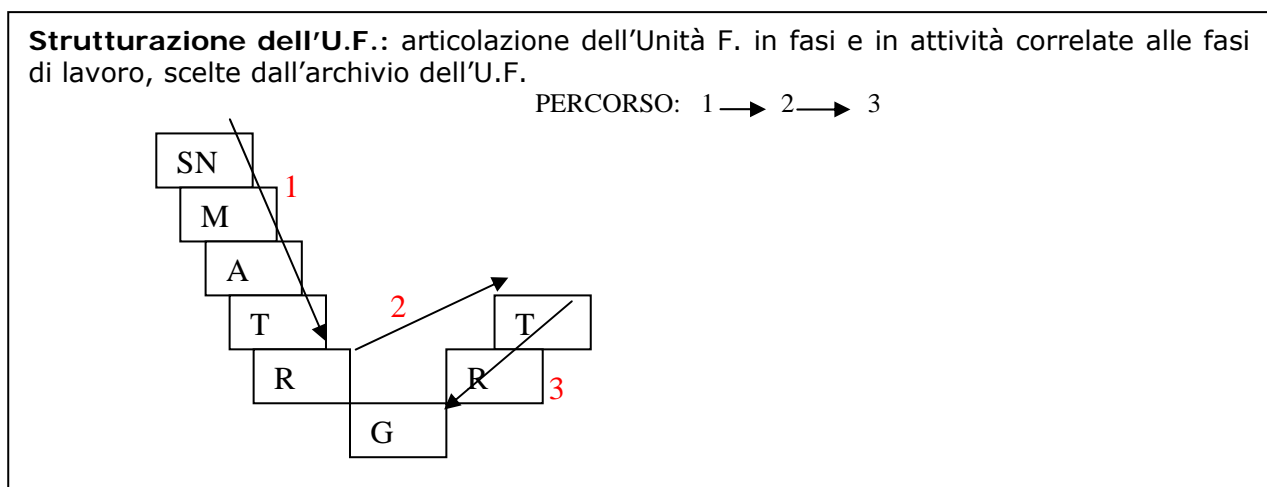 Strutturazione dell’U.F.: articolazione dell’Unità F. in fasi e in attività correlate alle fasi
di lavoro, scelte dall’archivio dell’U.F.
PERCORSO: 1 2 3
SN
1
M
A
2
T
T
R
R
3
G